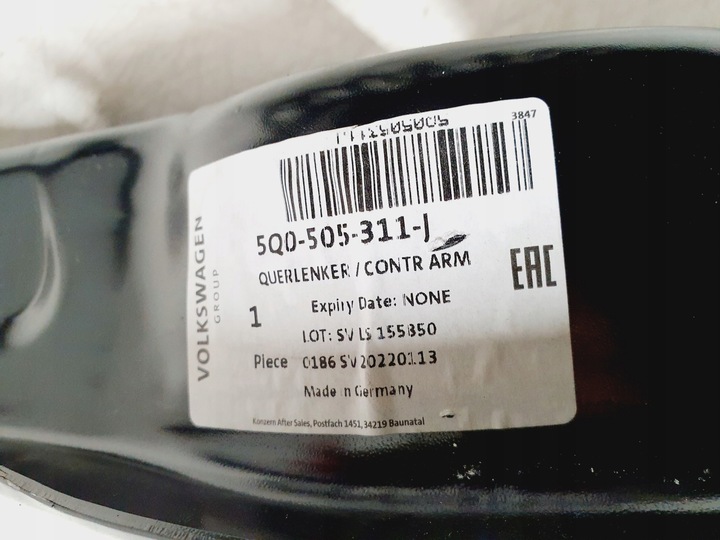 3847
5Q0505311J
5Q0-505-311-J
QUERLENKER / CONTR ARM
EAC
VOLKSWAGEN
GROUP
1
Expiry Date: NONE
LOT: SV LS 155850
Piece 0186 SV 20220113
Made in Germany
Konzern After Sales, Postfach 1451, 34219 Baunatal